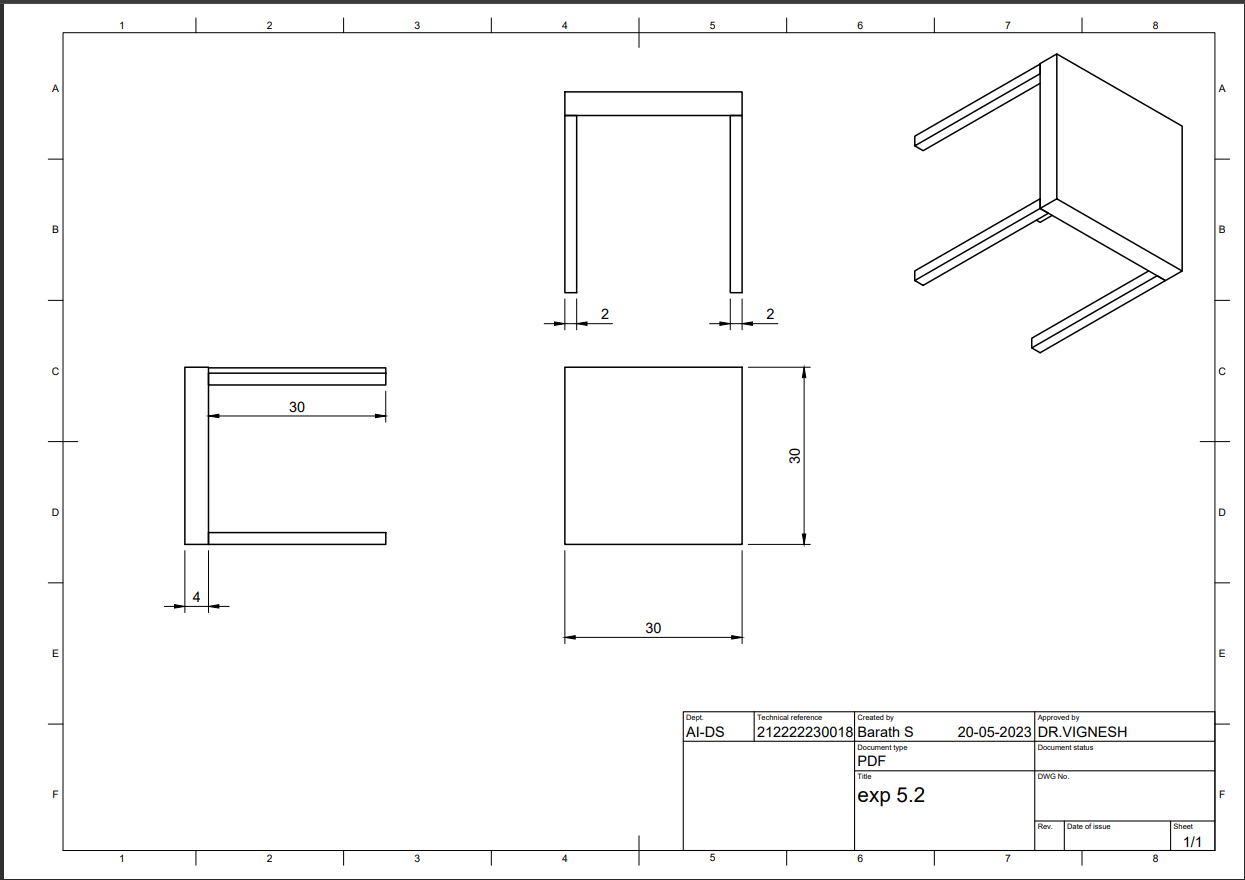 1 2 3 4 5 6 7 8
A A
B B
2 2
C C
30
30
D D
4
30
E E
Dept. Technical reference Created by Approved by
AI-DS 212222230018 Barath S 20-05-2023 DR.VIGNESH
Document type Document status
PDF
Title DWG No.
exp 5.2
F F
Rev. Date of issue Sheet
1/1
1 2 3 4 5 6 7 8